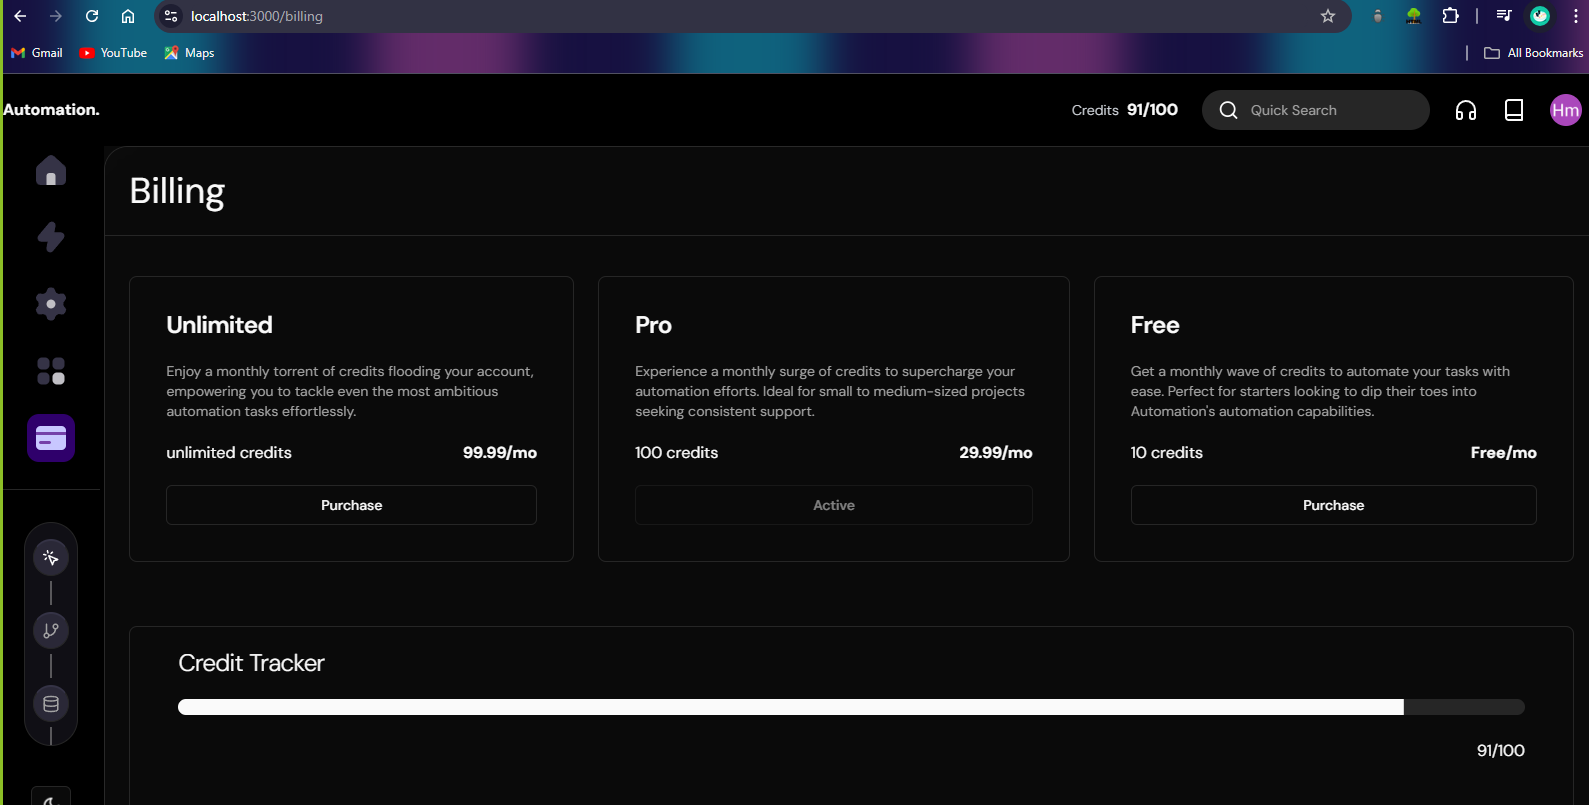 localhost:3000/billing
Gmail
YouTube
Maps
All Bookmarks
Automation.
Credits 91/100
Quick Search
Hm
Billing
Unlimited
Enjoy a monthly torrent of credits flooding your account,
empowering you to tackle even the most ambitious
automation tasks effortlessly.
unlimited credits 99.99/mo
Purchase
Pro
Experience a monthly surge of credits to supercharge your
automation efforts. Ideal for small to medium-sized projects
seeking consistent support.
100 credits 29.99/mo
Active
Free
Get a monthly wave of credits to automate your tasks with
ease. Perfect for starters looking to dip their toes into
Automation's automation capabilities.
10 credits Free/mo
Purchase
Credit Tracker
91/100